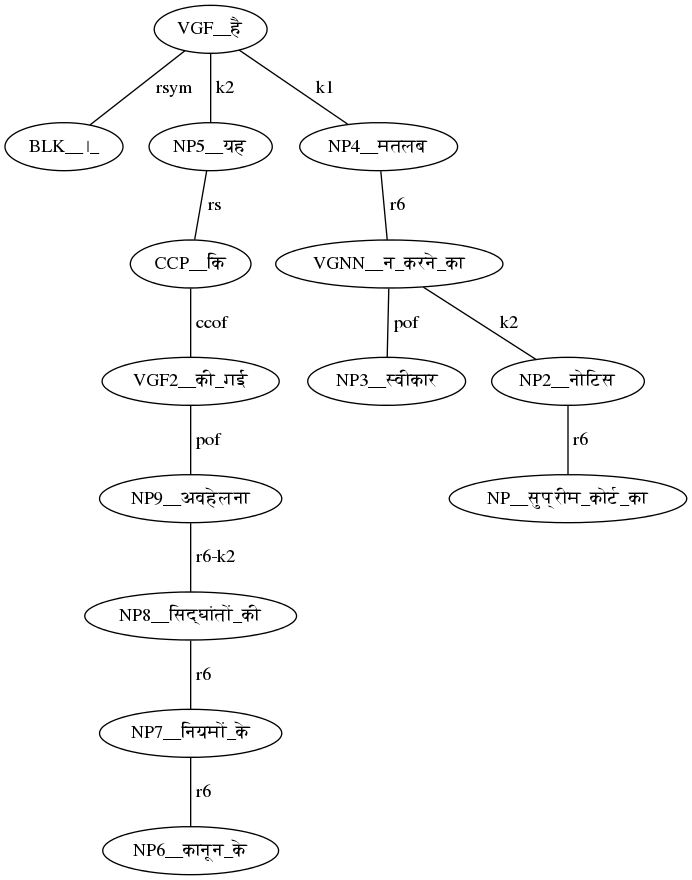 VGF__है
rsym k2 k1
BLK__।_ NP5__यह NP4__मतलब
rs r6
CCP__कि VGNN__न_करने_का
ccof pof k2
VGF2__की_गई NP3__स्वीकार NP2__नोटिस
pof r6
NP9__अवहेलना NP__सुप्रीम_कोर्ट_का
r6-k2
NP8__सिद्घांतों_की
r6
NP7__नियमों_के
r6
NP6__कानून_के